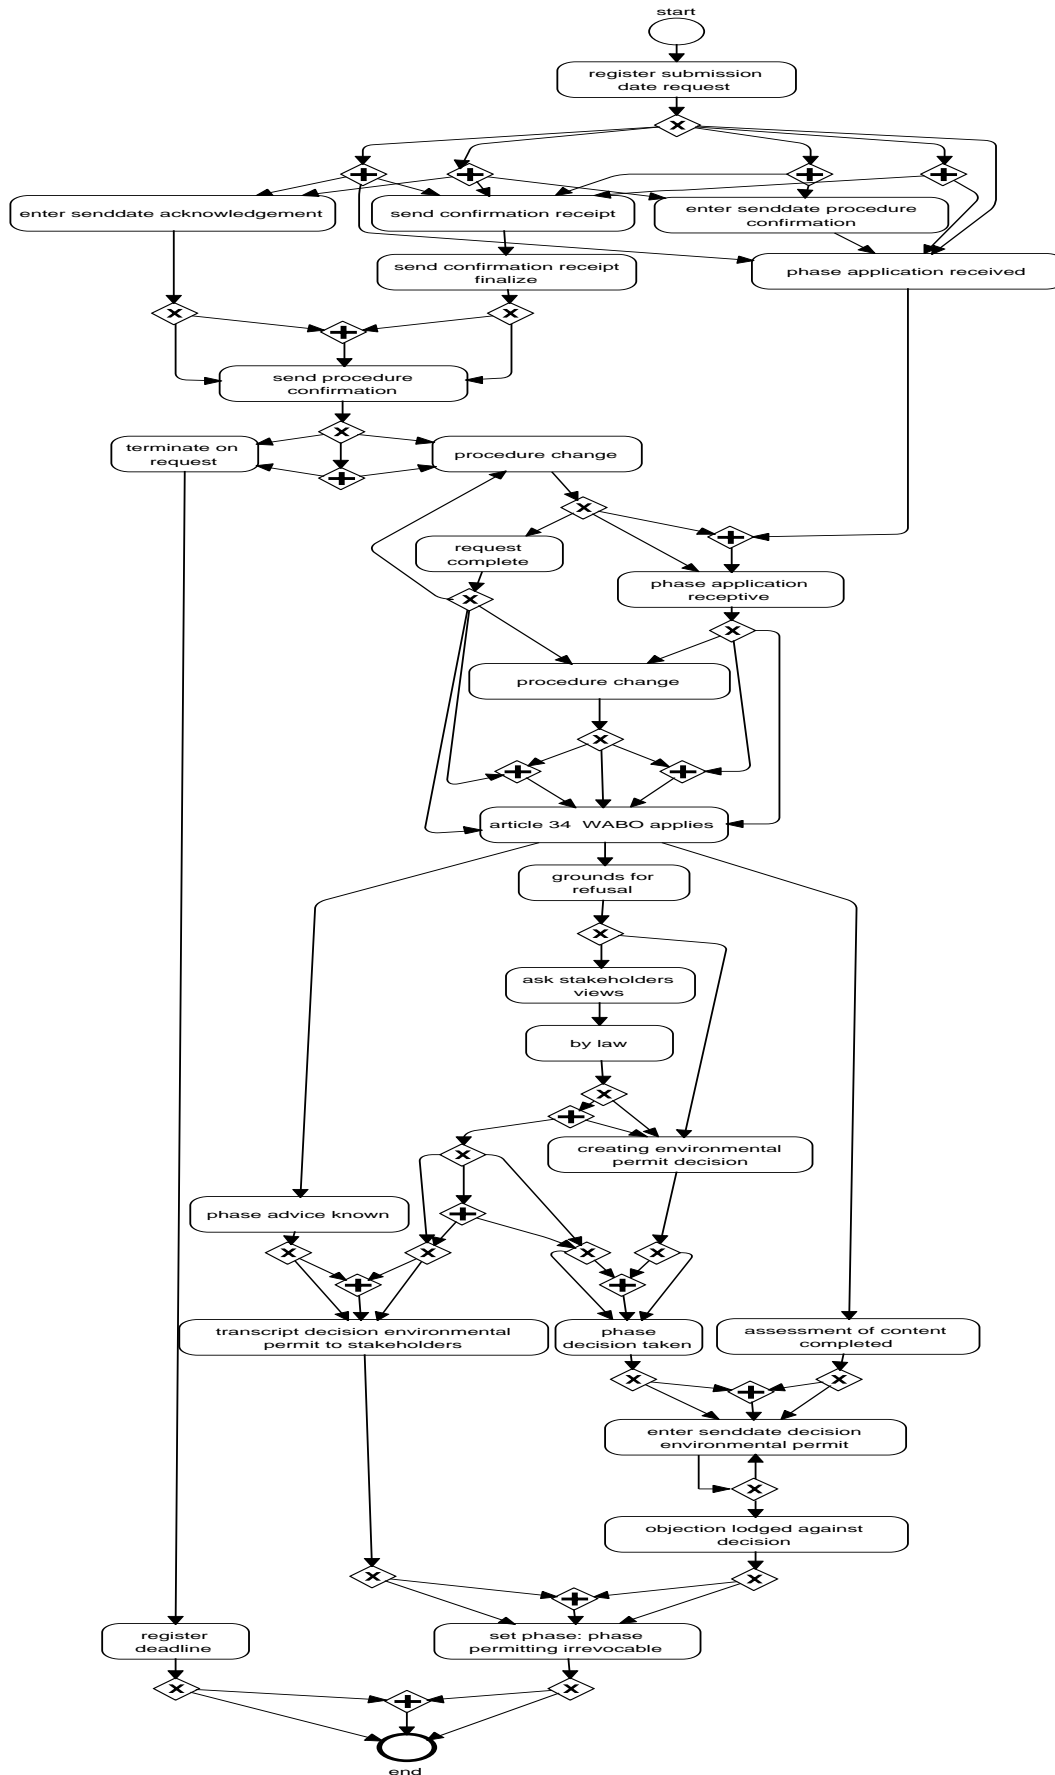 start
register submission
date request
enter senddate acknowledgement
send confirmation receipt
enter senddate procedure
confirmation
send confirmation receipt
finalize
phase application received
send procedure
confirmation
terminate on
request
procedure change
request
complete
phase application
receptive
procedure change
article 34  WABO applies
grounds for
refusal
ask stakeholders
views
by law
creating environmental
permit decision
phase advice known
transcript decision environmental
permit to stakeholders
phase
decision taken
assessment of content
completed
enter senddate decision
environmental permit
objection lodged against
decision
register
deadline
set phase: phase
permitting irrevocable
end